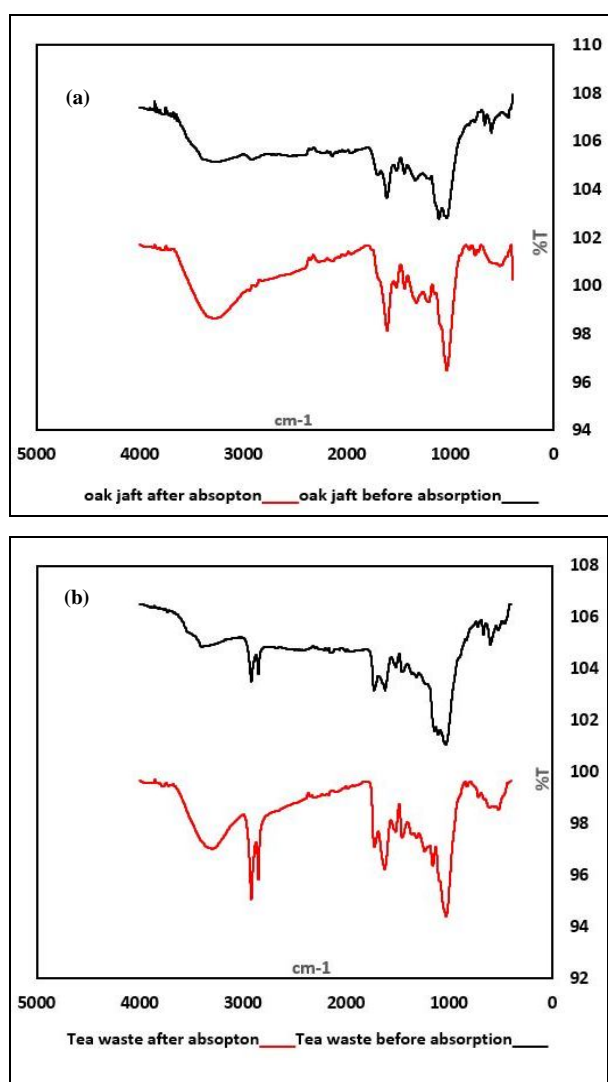 (a)
110
108
106
104
102
100
98
96
94
%T
cm-1
5000 4000 3000 2000 1000 0
oak jaft after absopton____oak jaft before absorption____
(b)
108
106
104
102
100
98
96
94
92
%T
cm-1
5000 4000 3000 2000 1000 0
Tea waste after absopton____Tea waste before absorption____